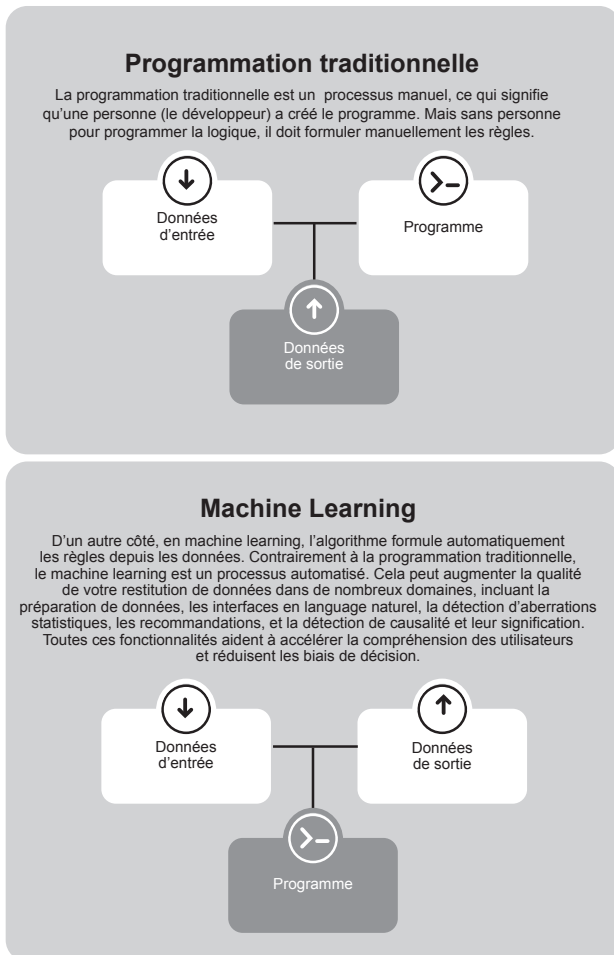 Programmation traditionnelle
La programmation traditionnelle est un processus manuel, ce qui signifie
qu'une personne (le développeur) a créé le programme. Mais sans personne
pour programmer la logique, il doit formuler manuellement les règles.
Données
d'entrée
Programme
Données
de sortie
Machine Learning
D'un autre côté, en machine learning, l'algorithme formule automatiquement
les règles depuis les données. Contrairement à la programmation traditionnelle,
le machine learning est un processus automatisé. Cela peut augmenter la qualité
de votre restitution de données dans de nombreux domaines, incluant la
préparation de données, les interfaces en language naturel, la détection d'aberrations
statistiques, les recommandations, et la détection de causalité et leur signification.
Toutes ces fonctionnalités aident à accélérer la compréhension des utilisateurs
et réduisent les biais de décision.
Données
d'entrée
Données
de sortie
Programme